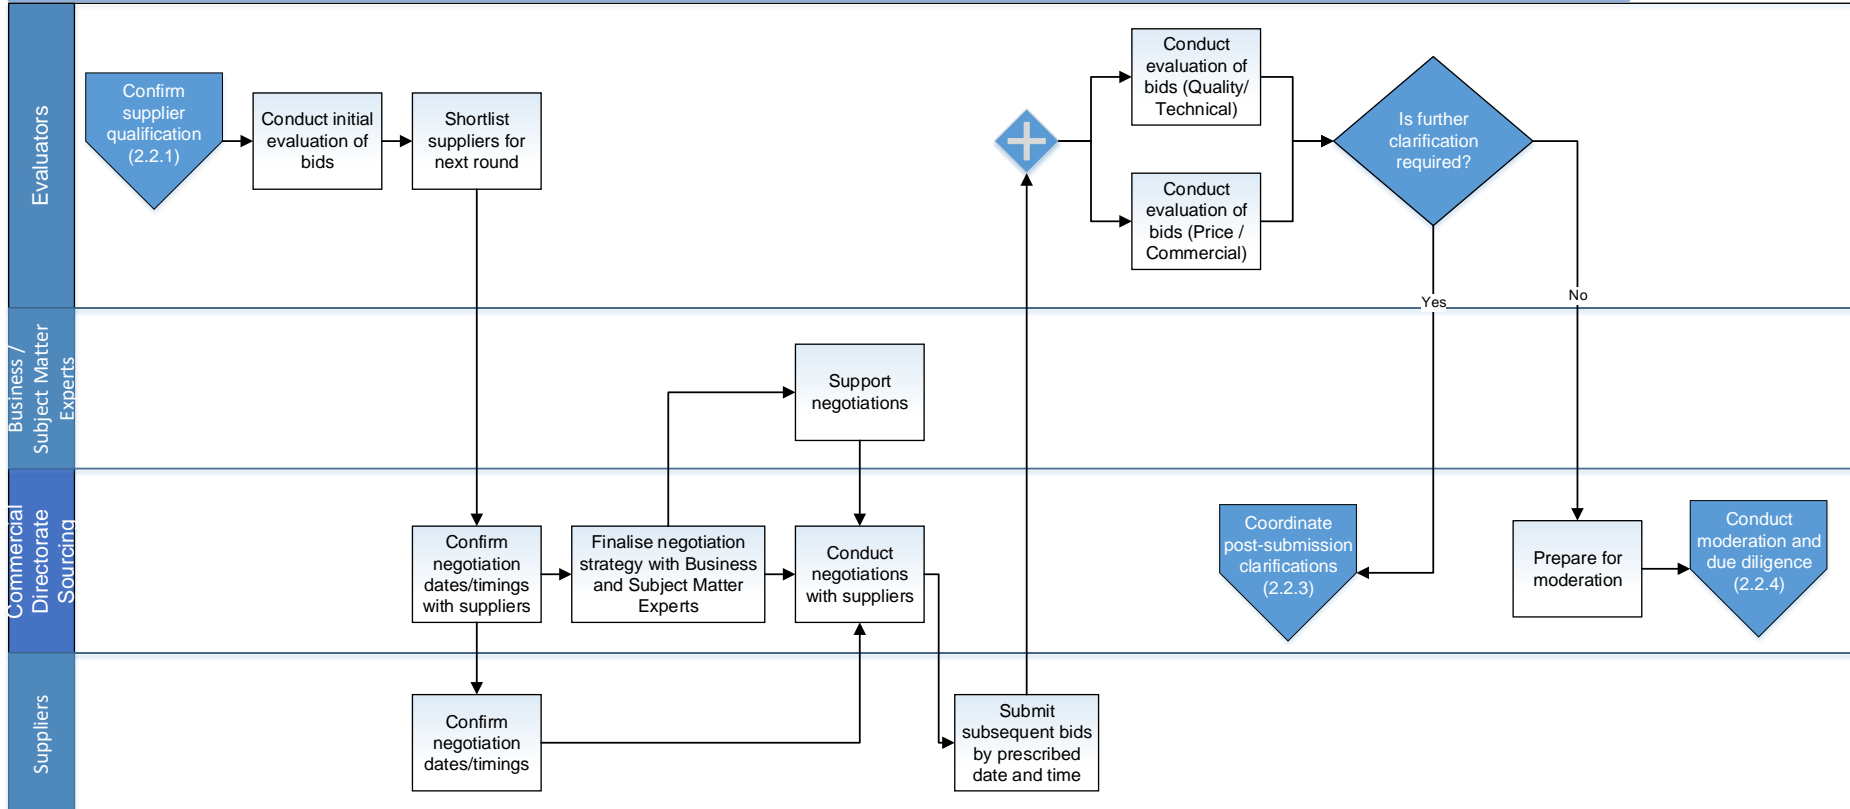 Evaluators
Confirm
supplier
qualification
(2.2.1)
Conduct initial
evaluation of
bids
Shortlist
suppliers for
next round
Conduct
evaluation of
bids (Quality/
Technical)
Conduct
evaluation of
bids (Price /
Commercial)
Is further
clarification
required?
Yes
No
Business /
Subject Matter
Experts
Support
negotiations
Commercial
Directorate
Sourcing
Confirm
negotiation
dates/timings
with suppliers
Finalise negotiation
strategy with Business
and Subject Matter
Experts
Conduct
negotiations
with suppliers
Coordinate
post-submission
clarifications
(2.2.3)
Prepare for
moderation
Conduct
moderation and
due diligence
(2.2.4)
Suppliers
Confirm
negotiation
dates/timings
Submit
subsequent bids
by prescribed
date and time